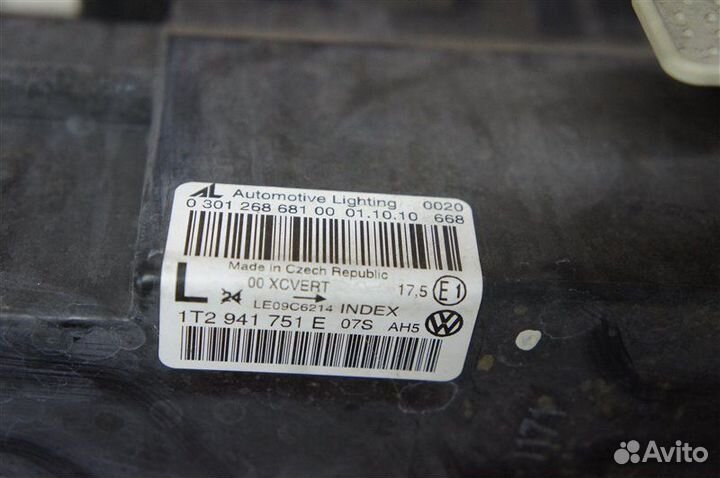 AL Automotive Lighting 0020
0 301 268 681 00 01.10.10 668
Made in Czech Republic
L 00 XCVERT 17,5 E1
LE09C6214 INDEX
1T2 941 751 E 07S AH5
Avito